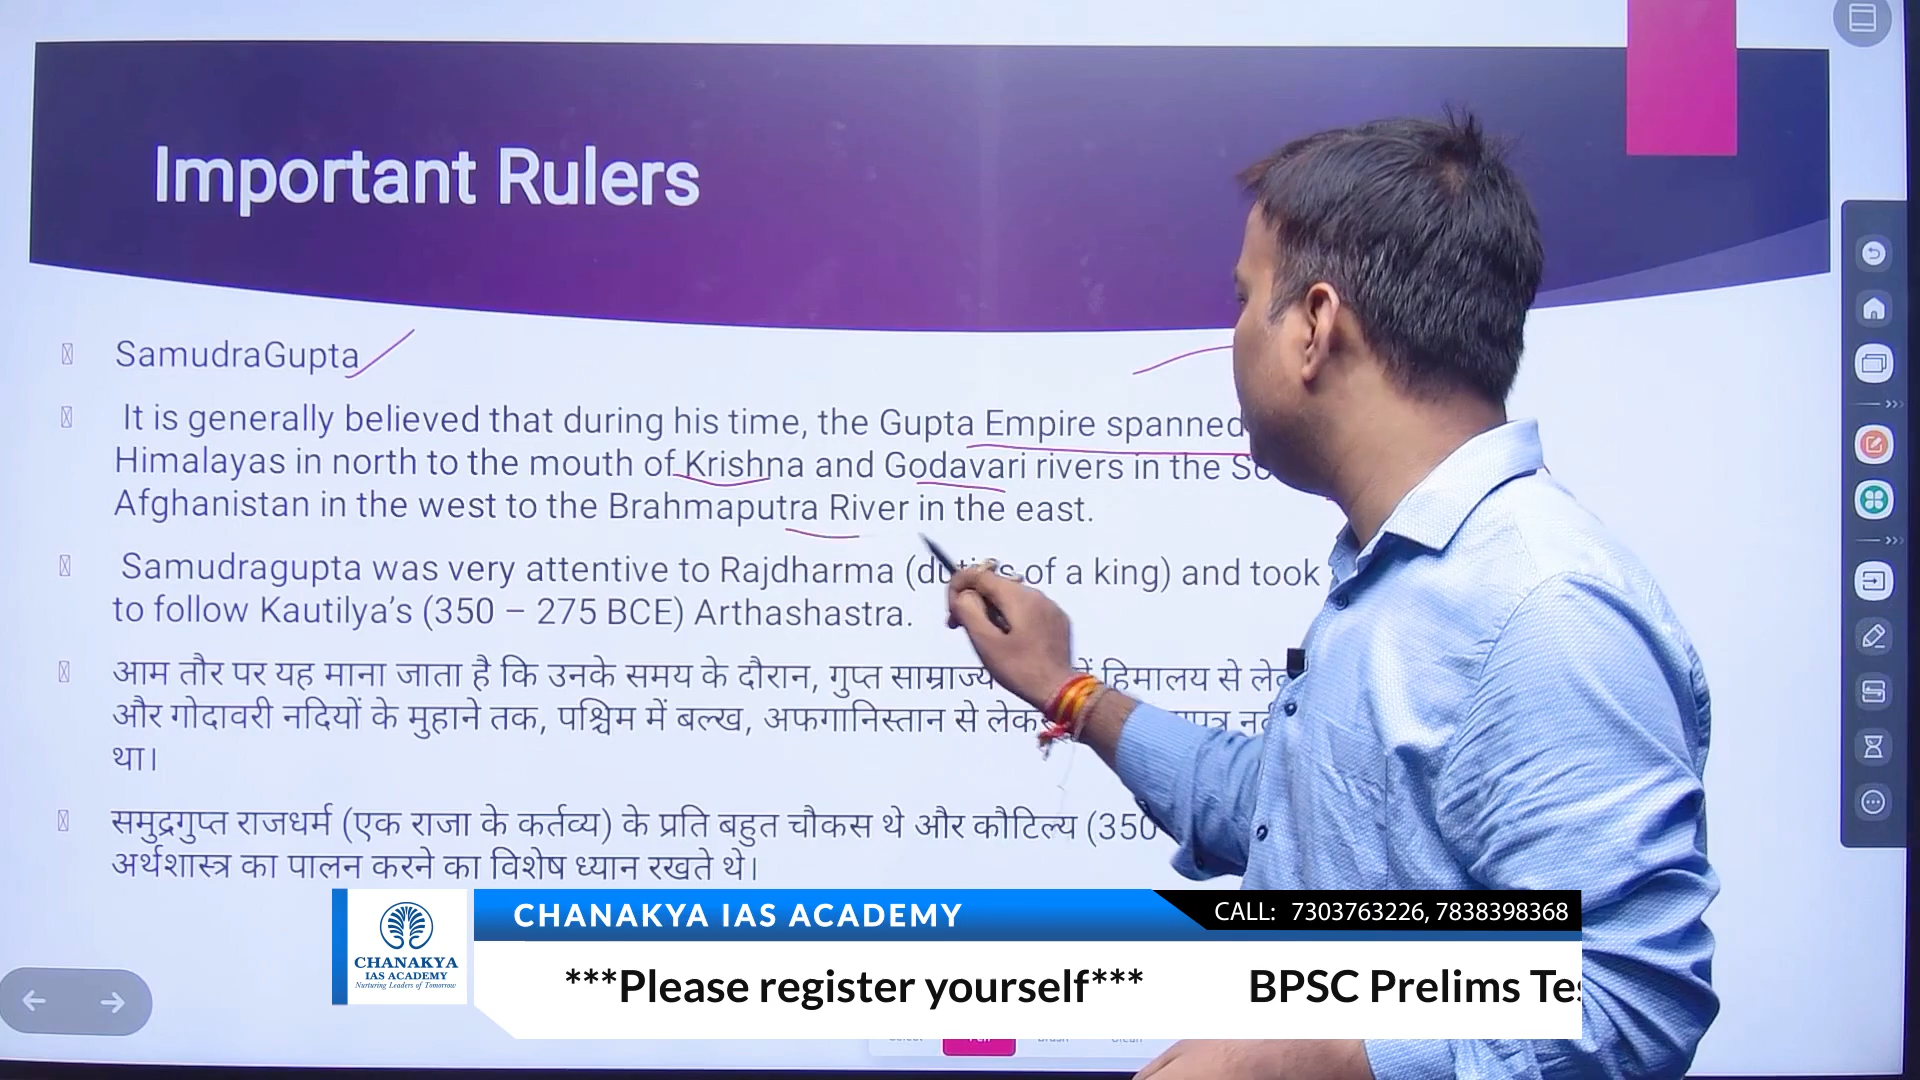 Important Rulers
SamudraGupta
It is generally believed that during his time, the Gupta Empire spanned
Himalayas in north to the mouth of Krishna and Godavari rivers in the
Afghanistan in the west to the Brahmaputra River in the east.
Samudragupta was very attentive to Rajdharma (duties of a king) and took
to follow Kautilya's (350 – 275 BCE) Arthashastra.
आम तौर पर यह माना जाता है कि उनके समय के दौरान, गुप्त साम्राज्य हिमालय से
और गोदावरी नदियों के मुहाने तक, पश्चिम में बल्ख, अफगानिस्तान से
था।
समुद्रगुप्त राजधर्म (एक राजा के कर्तव्य) के प्रति बहुत चौकस थे और कौटिल्य (350
अर्थशास्त्र का पालन करने का विशेष ध्यान रखते थे।
CHANAKYA IAS ACADEMY
CALL: 7303763226, 7838398368
CHANAKYA
IAS ACADEMY
Nurturing Leaders of Tomorrow
***Please register yourself*** BPSC Prelims